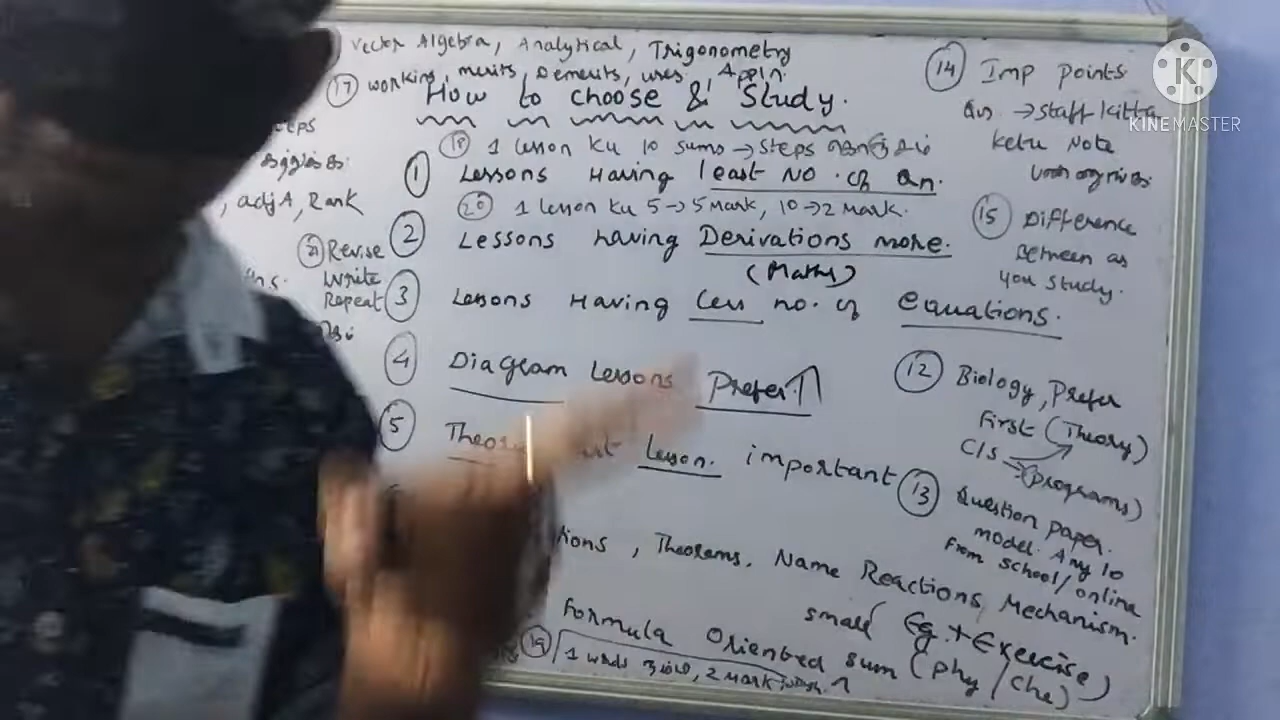 Vector Algebra, Analytical, Trigonometry
17 working, merits, Demerits, uses, Appln.
How to choose & Study.
18 1 lesson ku 10 sums → steps
1 Lessons Having least No. of qn.
20 1 lesson ku 5 → 5 mark, 10 → 2 mark.
2 Lessons having Derivations more.
(Maths)
3 Lessons Having less no. of equations.
4 Diagram Lessons Prefer ↑
5 lesson. important
tions, Theorems, Name Reactions Mechanism.
small Eg. + Exercise)
Formula Oriented sum (phy / che)
19 2 mark
, adj A, Rank
21 Revise
Write
Repeat
14 Imp points
qn. → staff kitta
ketu Note
15 Difference
Between as
you study.
12 Biology, Prefer
First (Theory)
C/S → (programs)
13 Question paper.
model. Any 10
From school / online
KINEMASTER